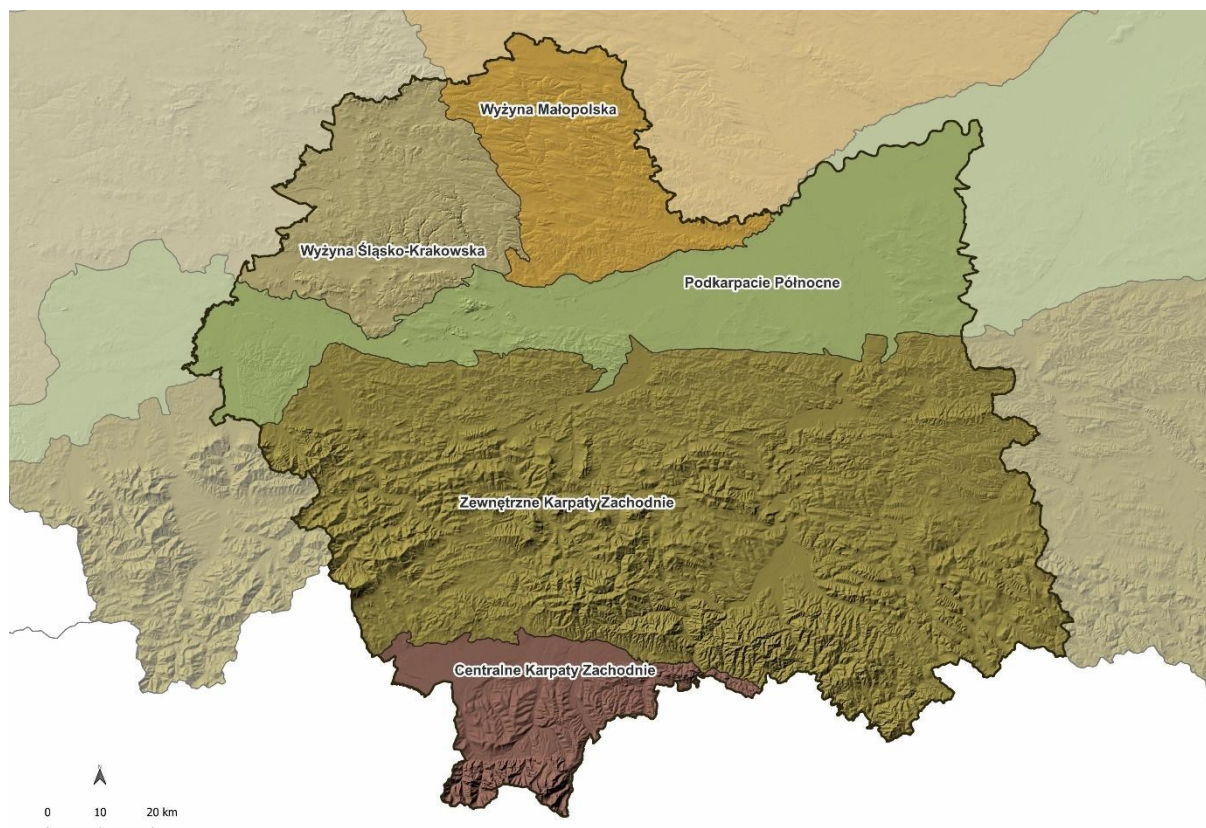 Wyżyna Małopolska
Wyżyna Śląsko-Krakowska
Podkarpacie Północne
Zewnętrzne Karpaty Zachodnie
Centralne Karpaty Zachodnie
N
0 10 20 km